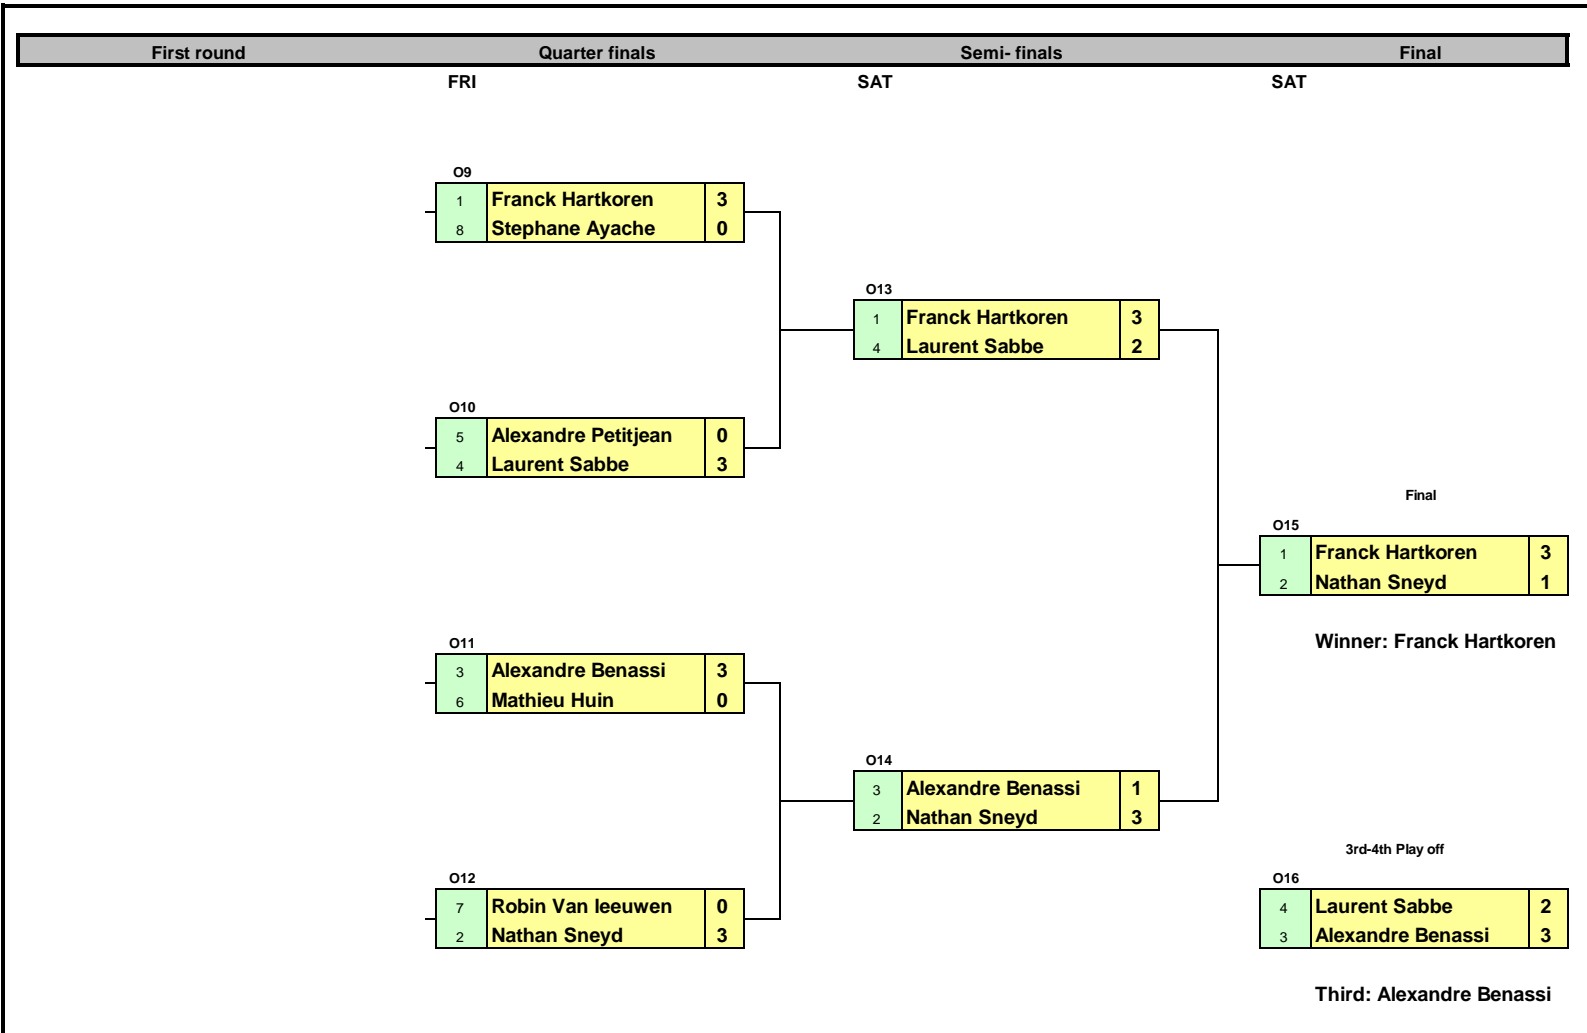 First round Quarter finals Semi- finals Final
FRI SAT SAT
O9
1 Franck Hartkoren 3
8 Stephane Ayache 0
O13
1 Franck Hartkoren 3
4 Laurent Sabbe 2
O10
5 Alexandre Petitjean 0
4 Laurent Sabbe 3
Final
O15
1 Franck Hartkoren 3
2 Nathan Sneyd 1
Winner: Franck Hartkoren
O11
3 Alexandre Benassi 3
6 Mathieu Huin 0
O14
3 Alexandre Benassi 1
2 Nathan Sneyd 3
3rd-4th Play off
O12
7 Robin Van leeuwen 0
2 Nathan Sneyd 3
O16
4 Laurent Sabbe 2
3 Alexandre Benassi 3
Third: Alexandre Benassi